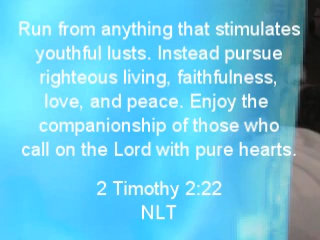 Run from anything that stimulates
youthful lusts. Instead pursue
righteous living, faithfulness,
love, and peace. Enjoy the
companionship of those who
call on the Lord with pure hearts.
2 Timothy 2:22
NLT